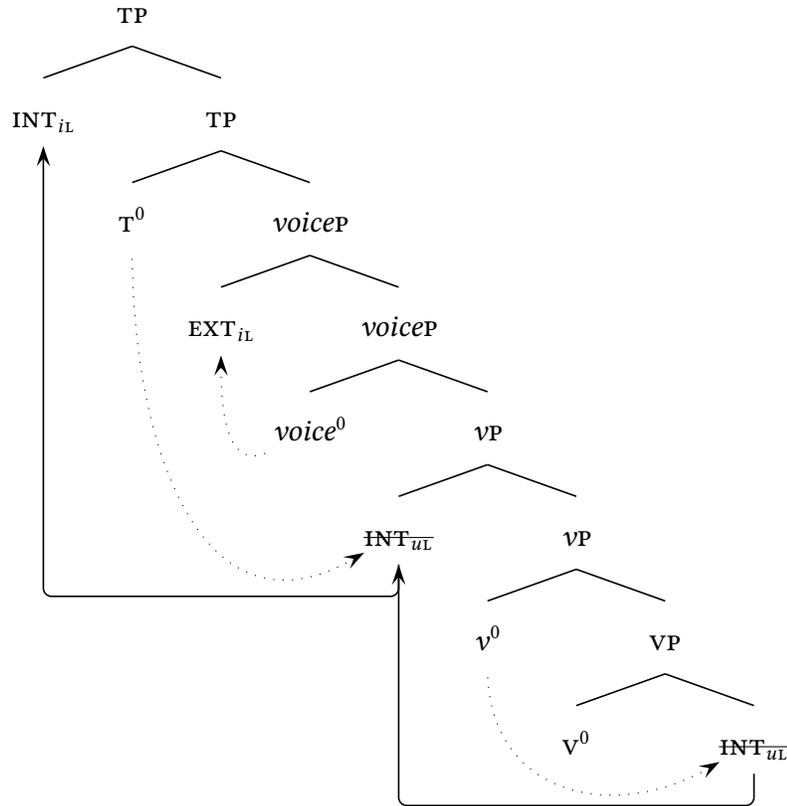 TP
INT_iL TP
T^0 voiceP
EXT_iL voiceP
voice^0 vP
INT_uL vP
v^0 VP
V^0 INT_uL